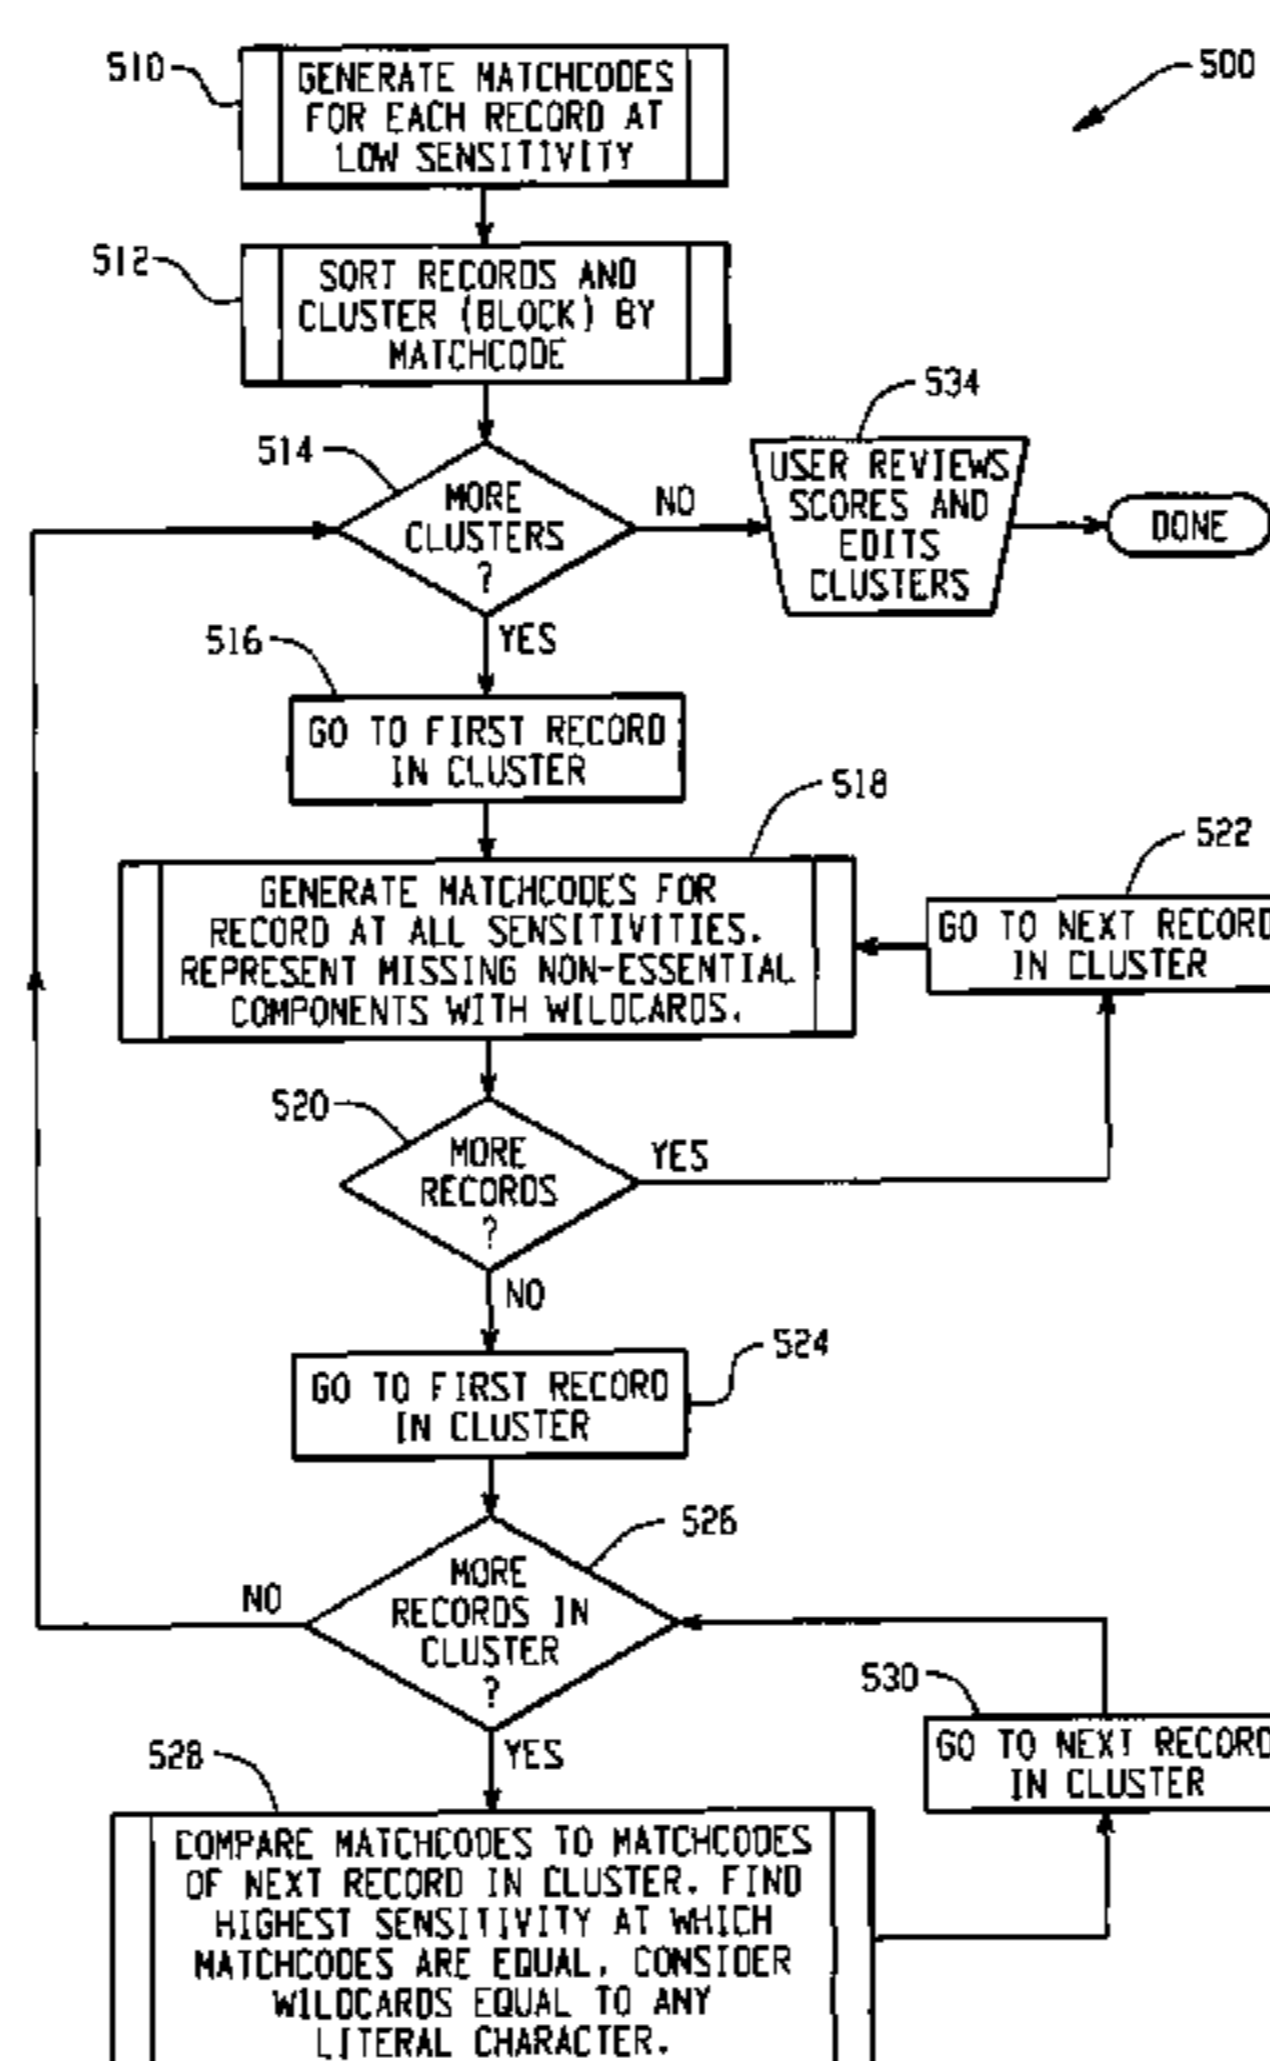 510
GENERATE MATCHCODES
FOR EACH RECORD AT
LOW SENSITIVITY
500
512
SORT RECORDS AND
CLUSTER (BLOCK) BY
MATCHCODE
534
514
MORE
CLUSTERS
?
NO
USER REVIEWS
SCORES AND
EDITS
CLUSTERS
DONE
YES
516
GO TO FIRST RECORD
IN CLUSTER
518
522
GENERATE MATCHCODES FOR
RECORD AT ALL SENSITIVITIES.
REPRESENT MISSING NON-ESSENTIAL
COMPONENTS WITH WILDCARDS.
GO TO NEXT RECORD
IN CLUSTER
520
MORE
RECORDS
?
YES
NO
524
GO TO FIRST RECORD
IN CLUSTER
526
MORE
RECORDS IN
CLUSTER
?
NO
YES
530
GO TO NEXT RECORD
IN CLUSTER
528
COMPARE MATCHCODES TO MATCHCODES
OF NEXT RECORD IN CLUSTER. FIND
HIGHEST SENSITIVITY AT WHICH
MATCHCODES ARE EQUAL. CONSIDER
WILDCARDS EQUAL TO ANY
LITERAL CHARACTER.